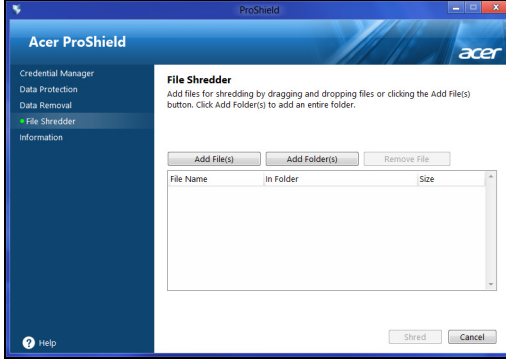 ProShield
Acer ProShield
acer
Credential Manager
Data Protection
Data Removal
File Shredder
Information
Help
File Shredder
Add files for shredding by dragging and dropping files or clicking the Add File(s)
button. Click Add Folder(s) to add an entire folder.
Add File(s) Add Folder(s) Remove File
File Name In Folder Size
Shred Cancel